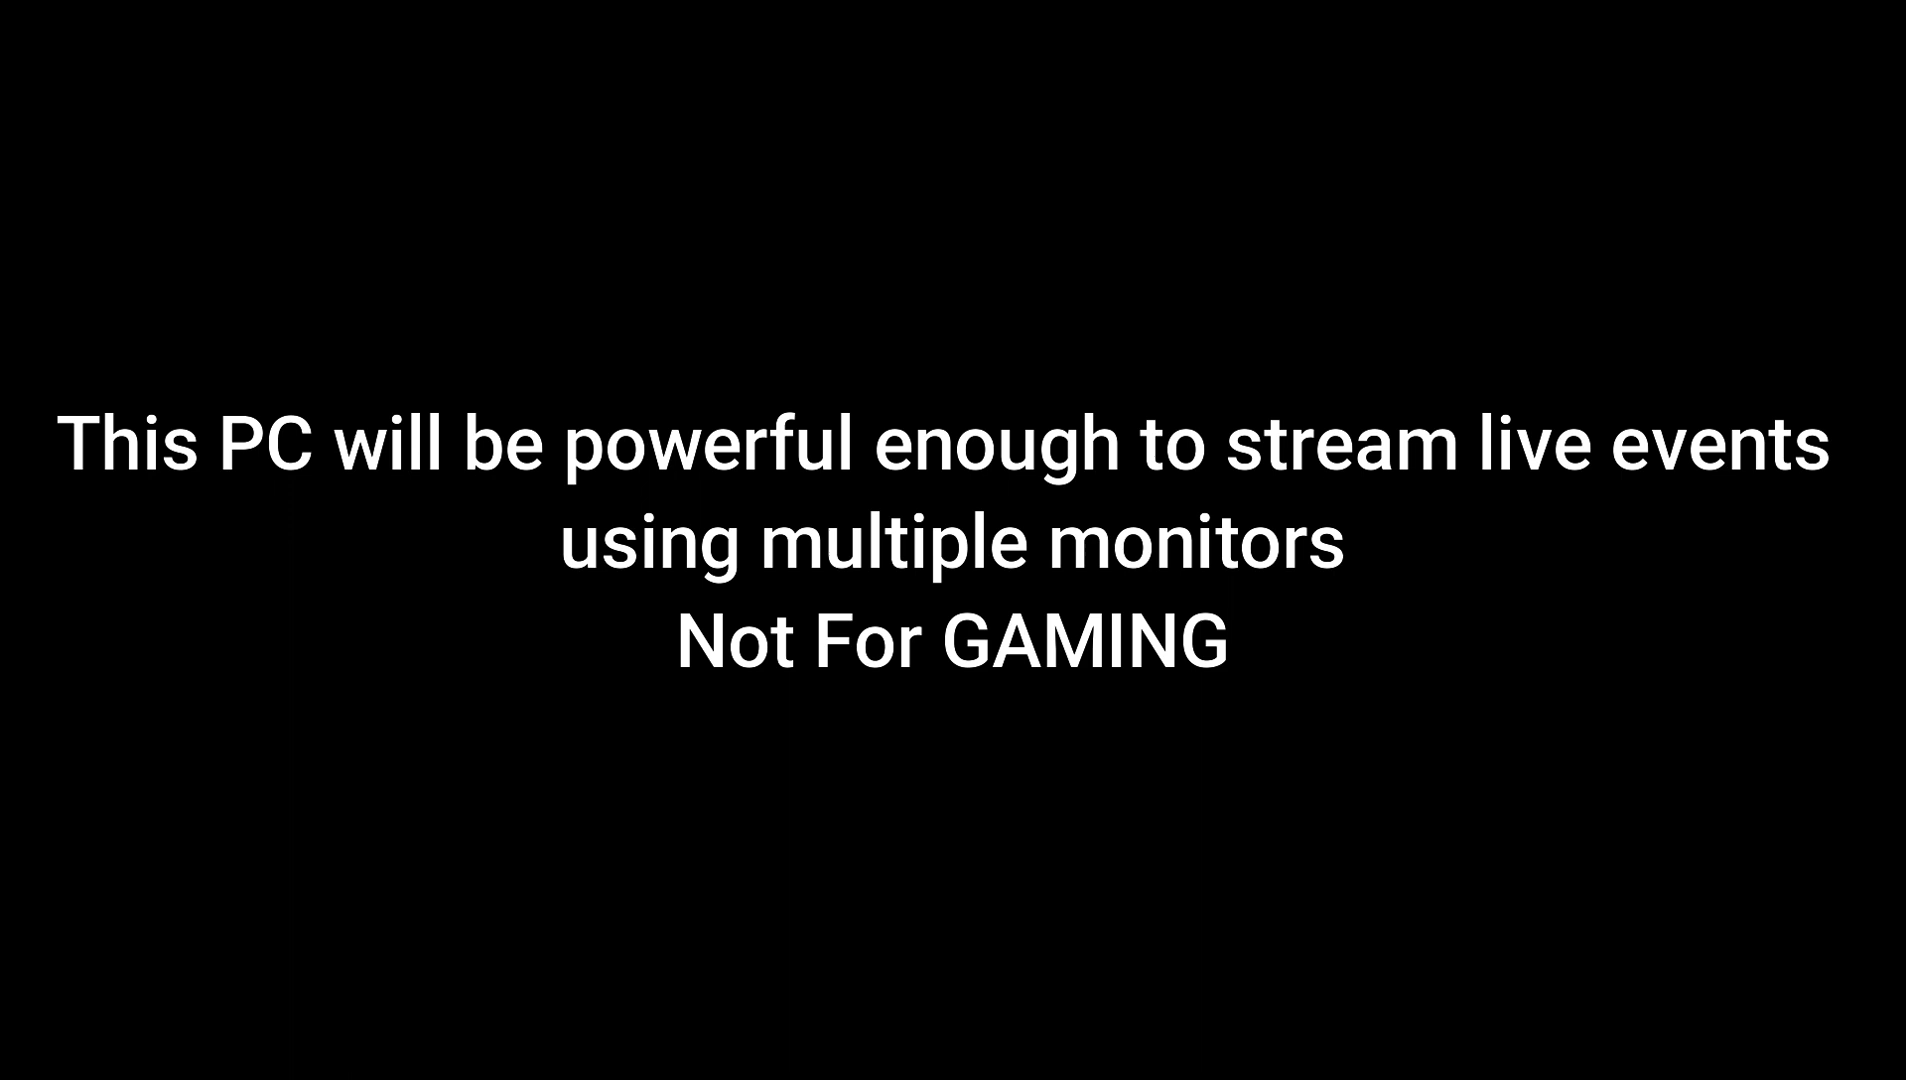 This PC will be powerful enough to stream live events
using multiple monitors
Not For GAMING